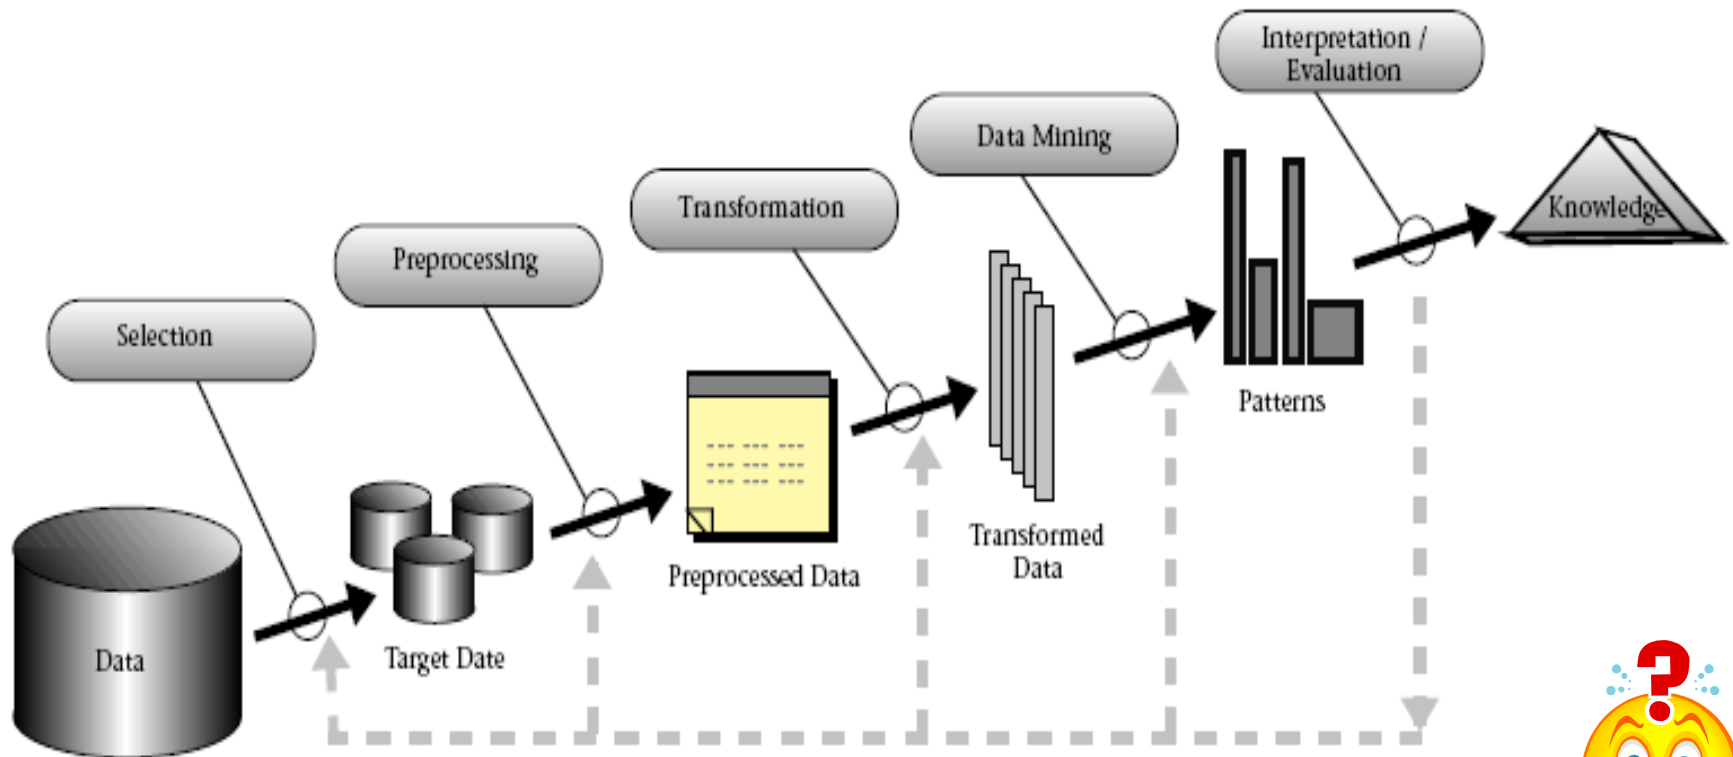 Interpretation /
Evaluation
Data Mining
Knowledge
Transformation
Preprocessing
Selection
Patterns
Transformed
Data
Preprocessed Data
Target Date
Data
?